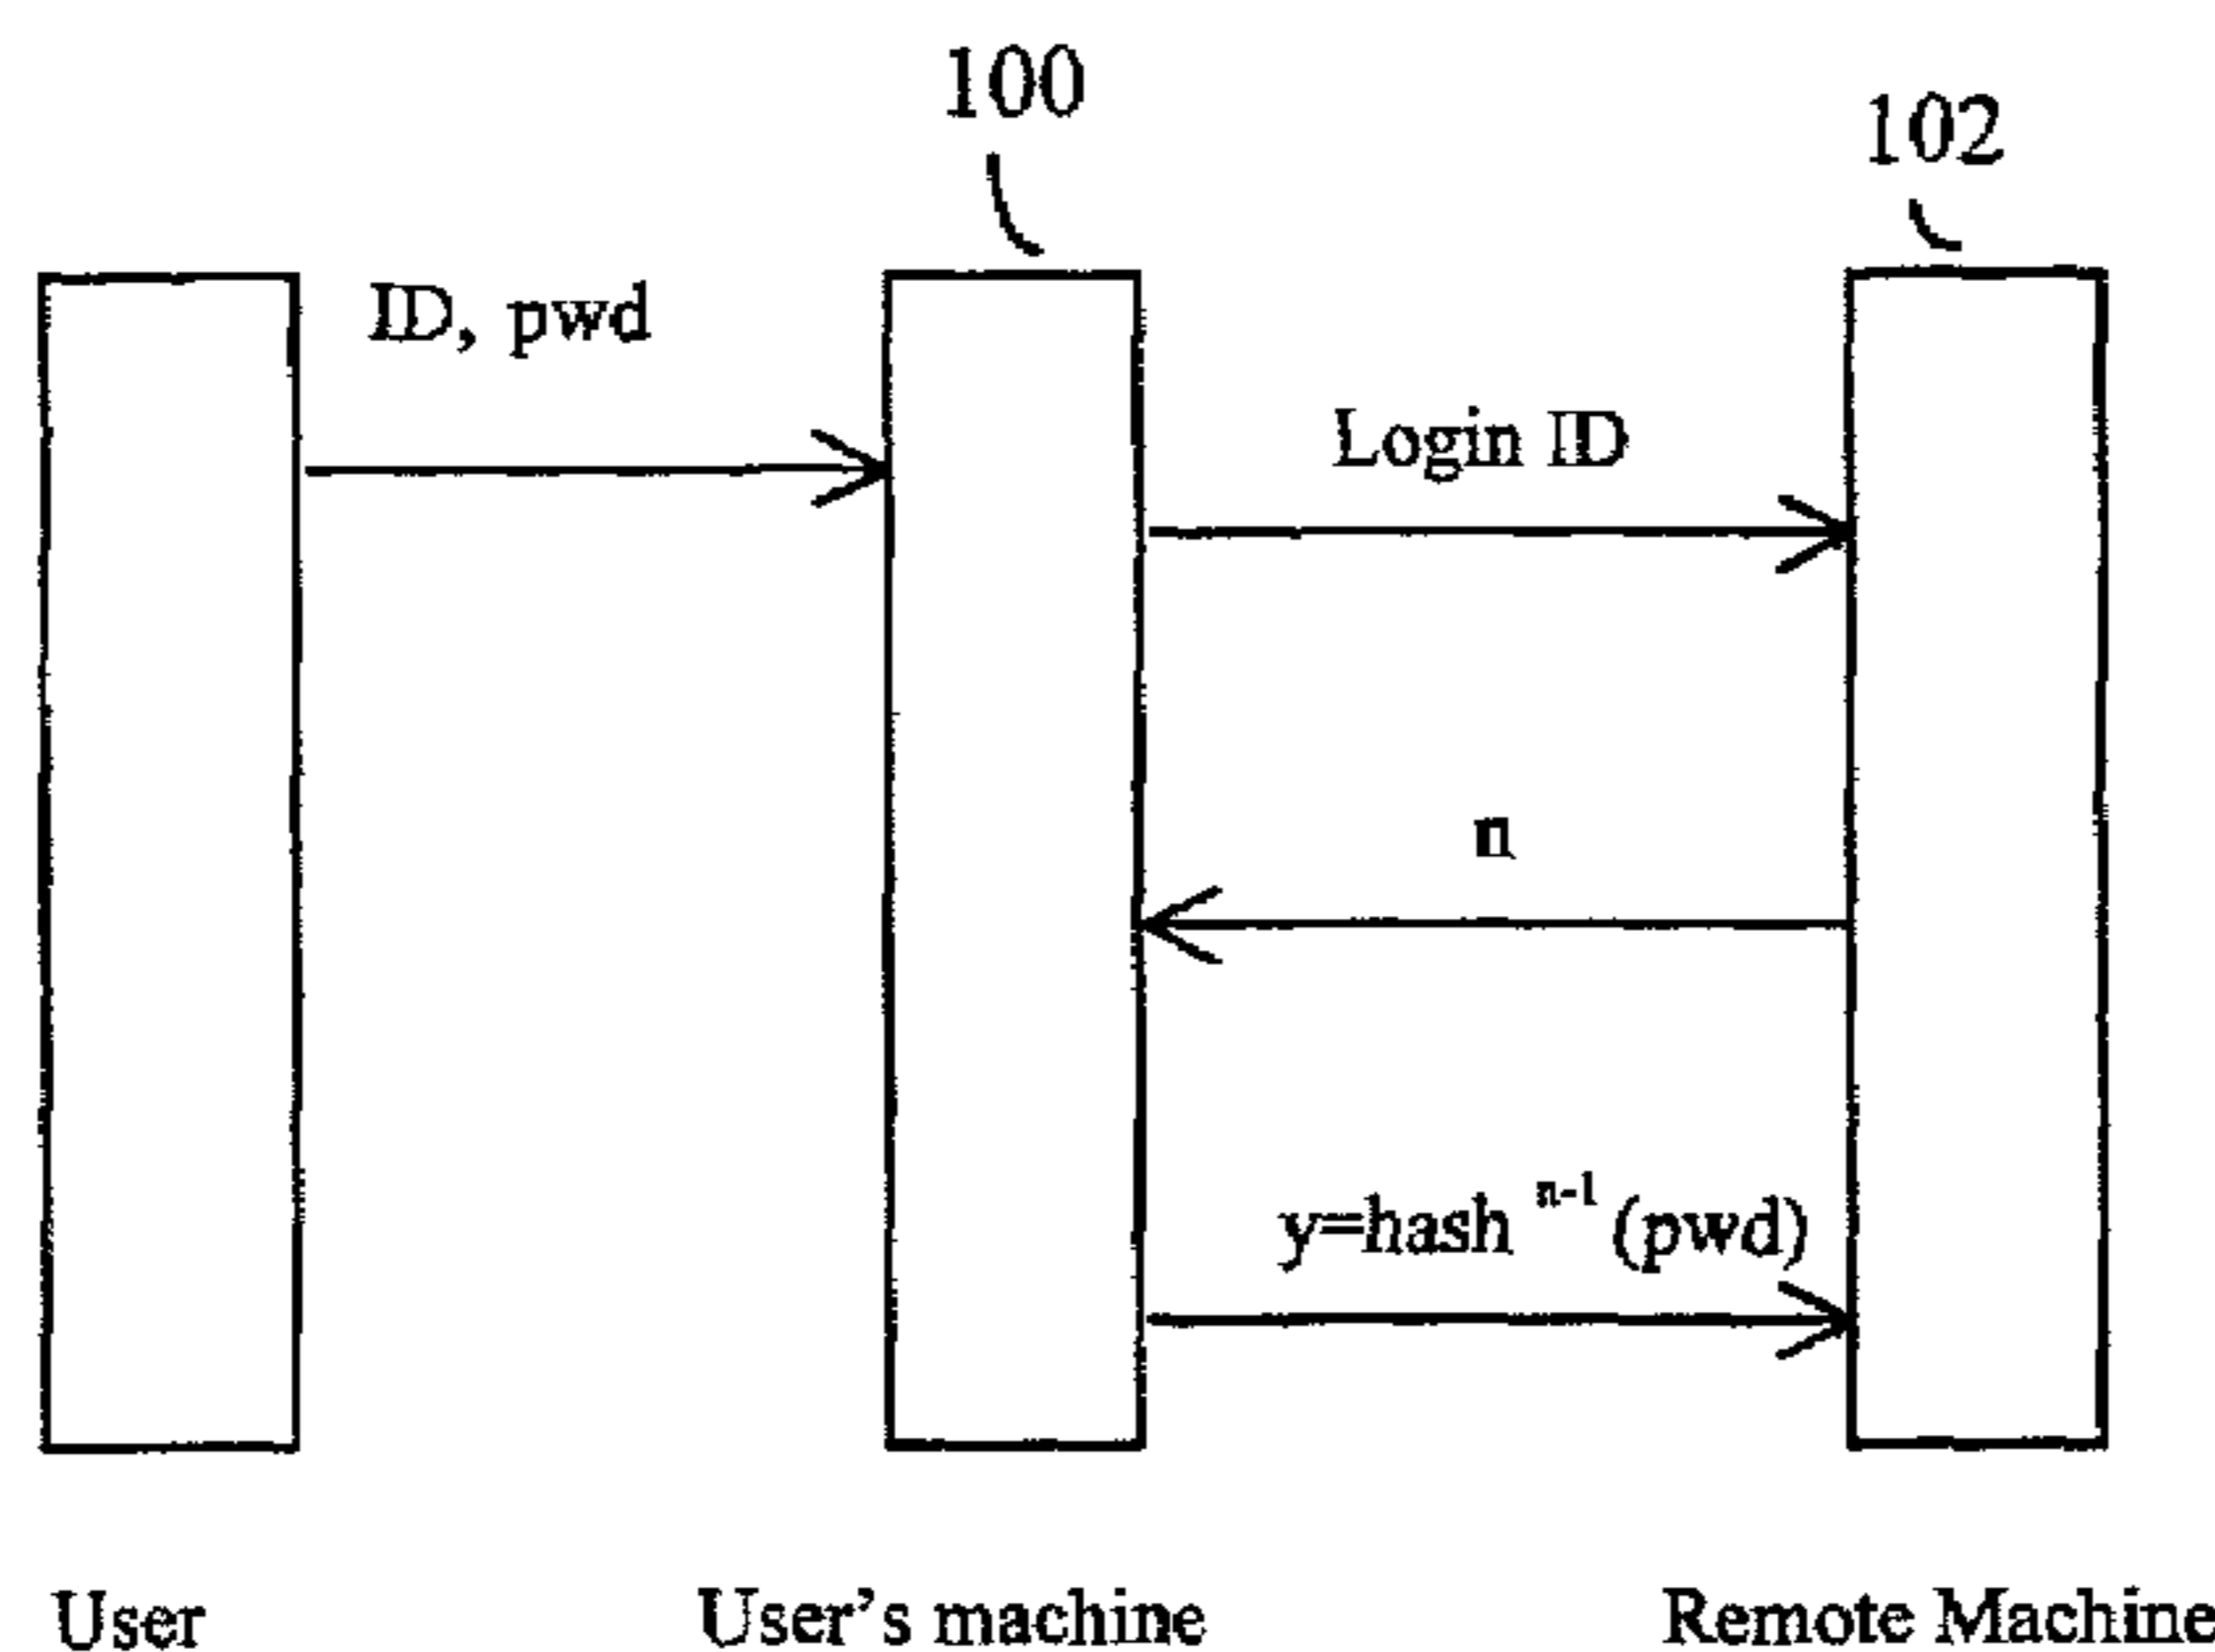 100
102
ID, pwd
Login ID
n
y=hash n-1 (pwd)
User
User's machine
Remote Machine